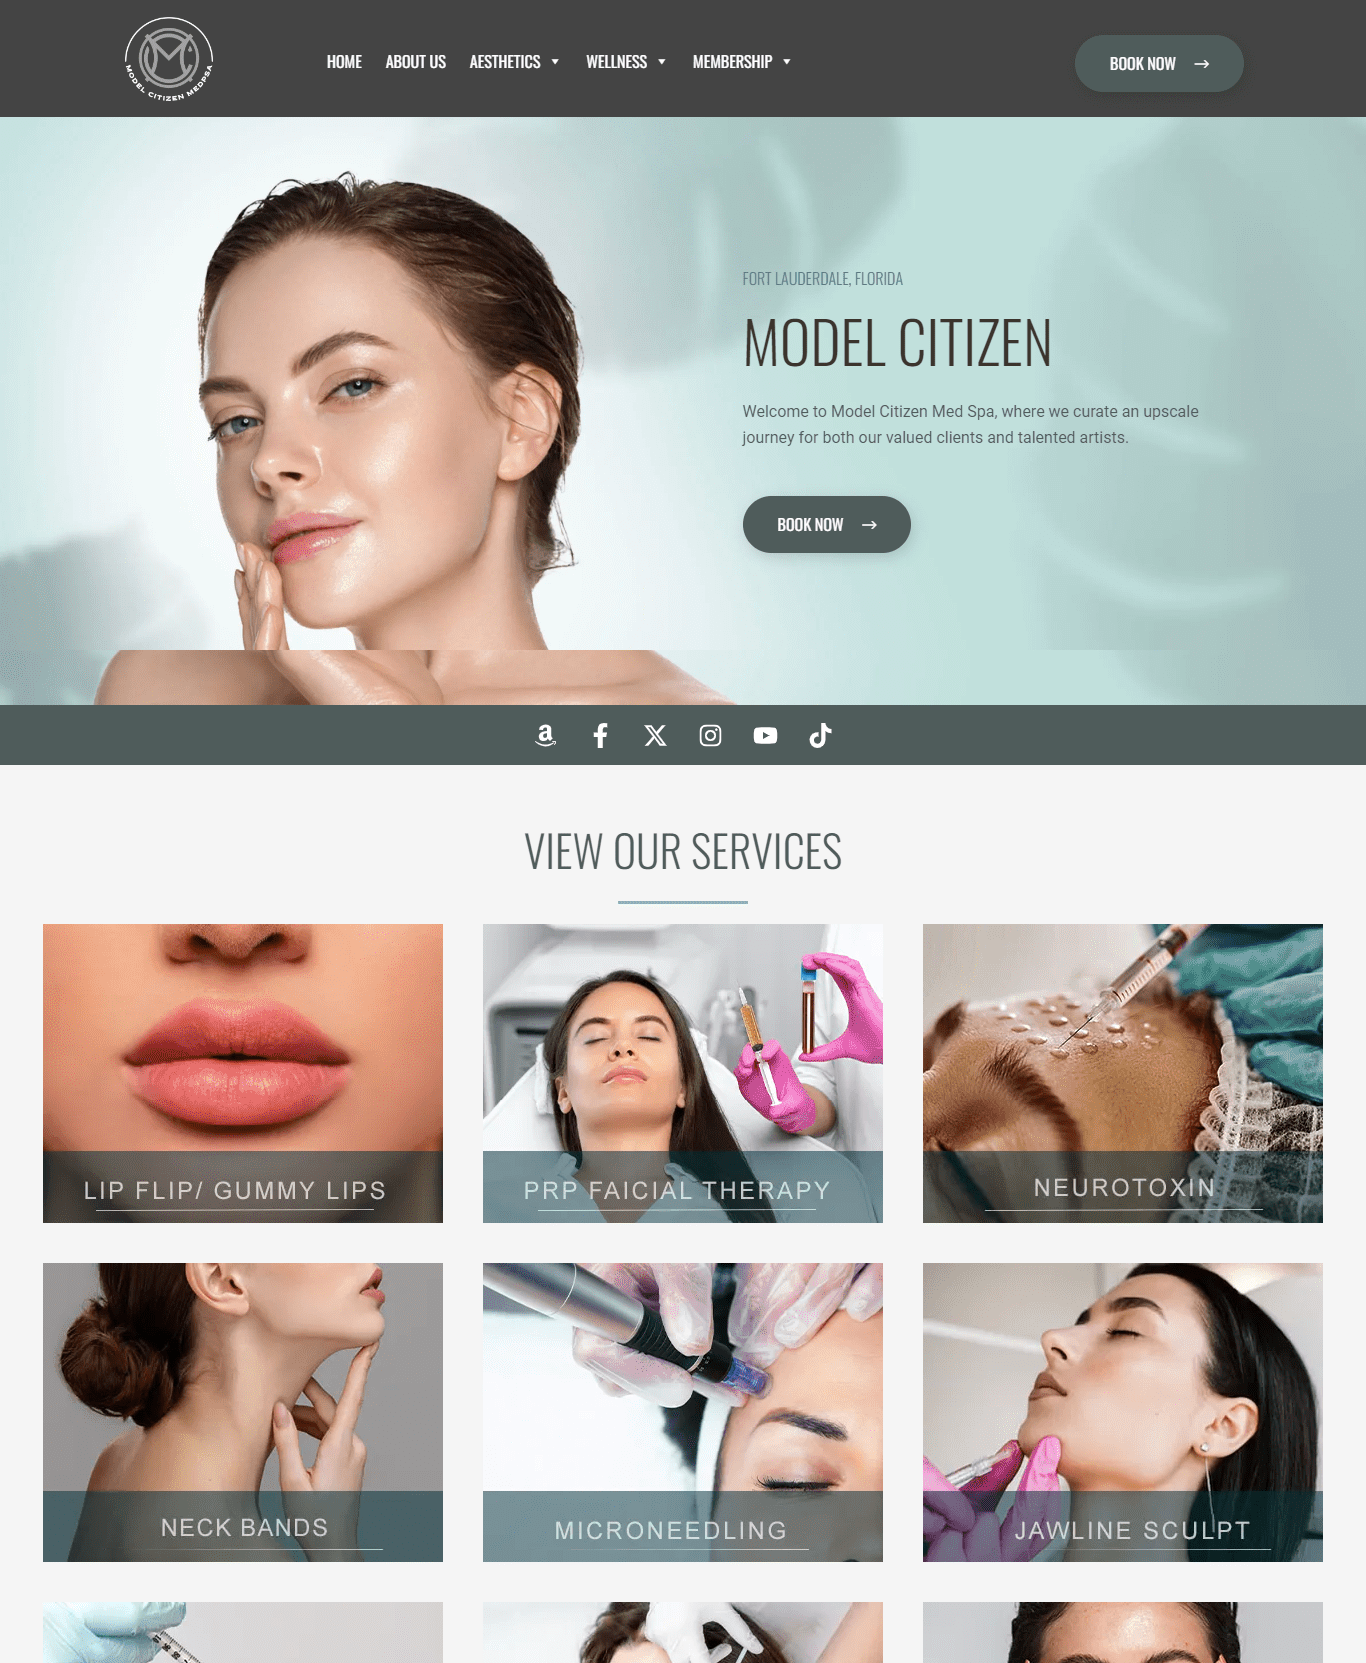 MODEL CITIZEN MEDPSA
HOME ABOUT US AESTHETICS WELLNESS MEMBERSHIP
BOOK NOW
FORT LAUDERDALE, FLORIDA
MODEL CITIZEN
Welcome to Model Citizen Med Spa, where we curate an upscale
journey for both our valued clients and talented artists.
BOOK NOW
VIEW OUR SERVICES
LIP FLIP/ GUMMY LIPS
PRP FAICIAL THERAPY
NEUROTOXIN
NECK BANDS
MICRONEEDLING
JAWLINE SCULPT